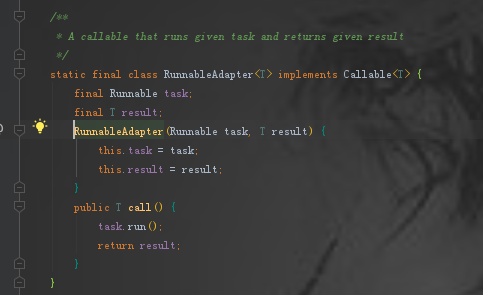 /**
 * A callable that runs given task and returns given result
 */
static final class RunnableAdapter<T> implements Callable<T> {
    final Runnable task;
    final T result;
    RunnableAdapter(Runnable task, T result) {
        this.task = task;
        this.result = result;
    }
    public T call() {
        task.run();
        return result;
    }
}